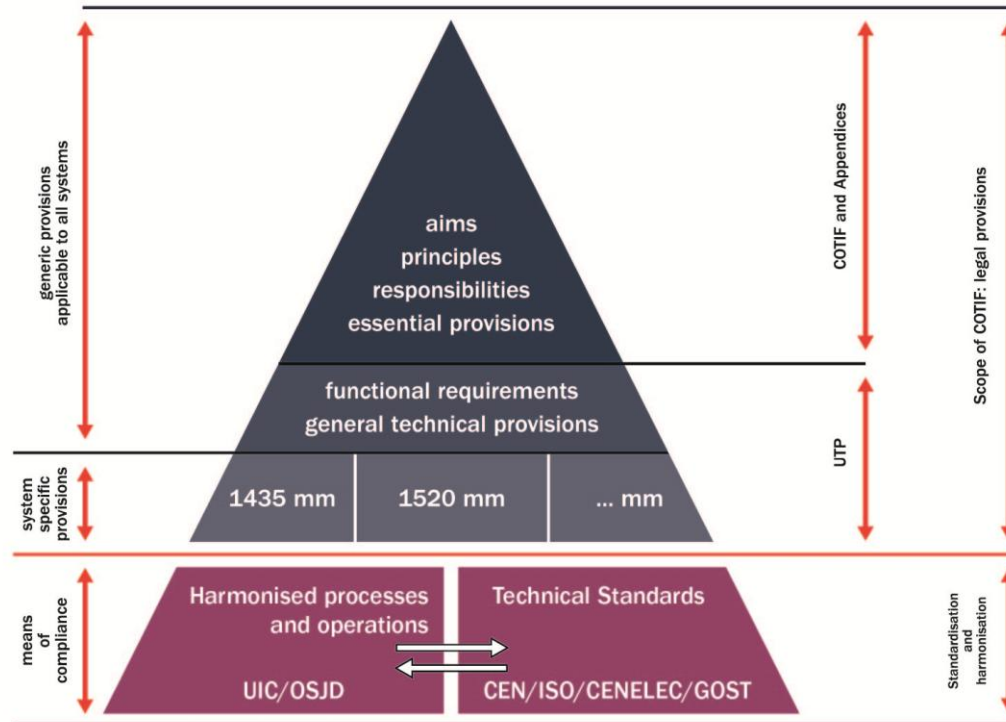 aims
principles
responsibilities
essential provisions
functional requirements
general technical provisions
1435 mm
1520 mm
... mm
Harmonised processes
and operations
UIC/OSJD
Technical Standards
CEN/ISO/CENELEC/GOST
generic provisions
applicable to all systems
system
specific
provisions
means
of
compliance
COTIF and Appendices
UTP
Scope of COTIF: legal provisions
Standardisation
and
harmonisation